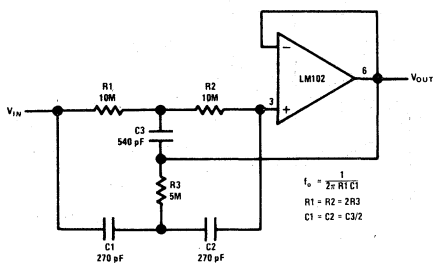 R1
10M
R2
10M
LM102
6
3
−
+
V_IN
V_OUT
C3
540 pF
R3
5M
C1
270 pF
C2
270 pF
f_o = 1 / 2π R1 C1
R1 = R2 = 2R3
C1 = C2 = C3/2